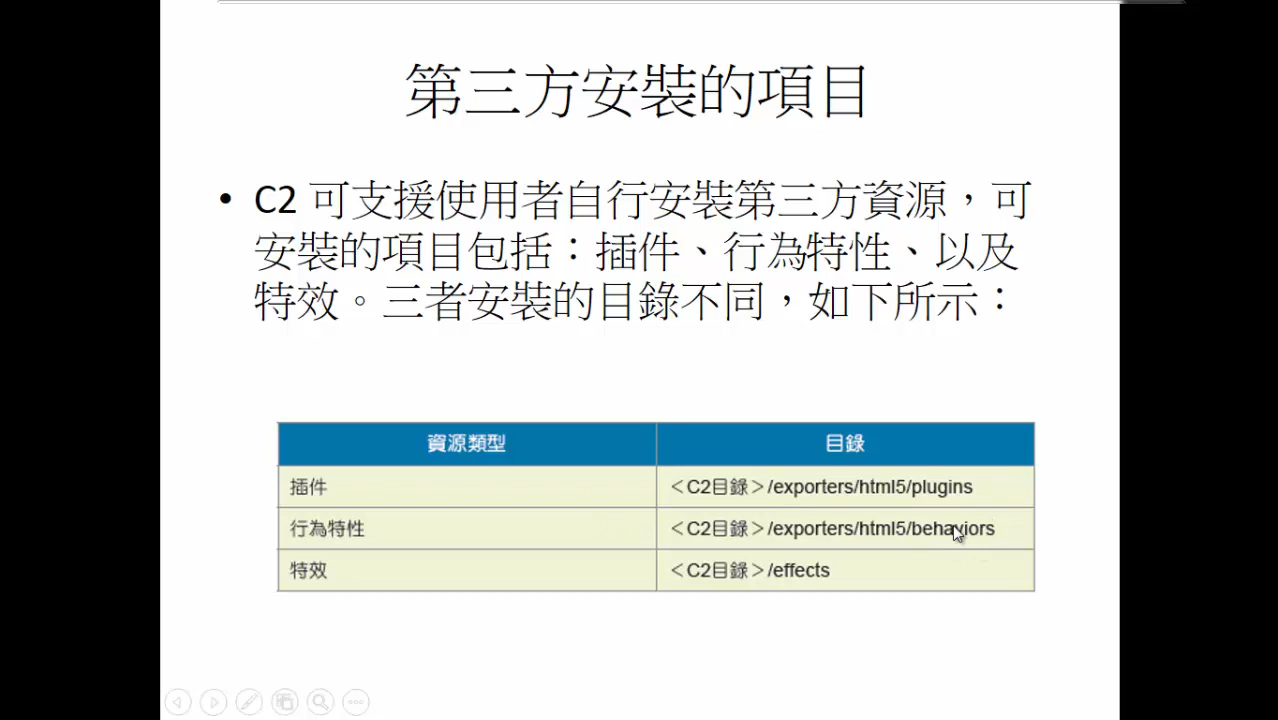 第三方安裝的項目
• C2 可支援使用者自行安裝第三方資源，可
安裝的項目包括：插件、行為特性、以及
特效。三者安裝的目錄不同，如下所示：
資源類型 目錄
插件 <C2目錄>/exporters/html5/plugins
行為特性 <C2目錄>/exporters/html5/behaviors
特效 <C2目錄>/effects